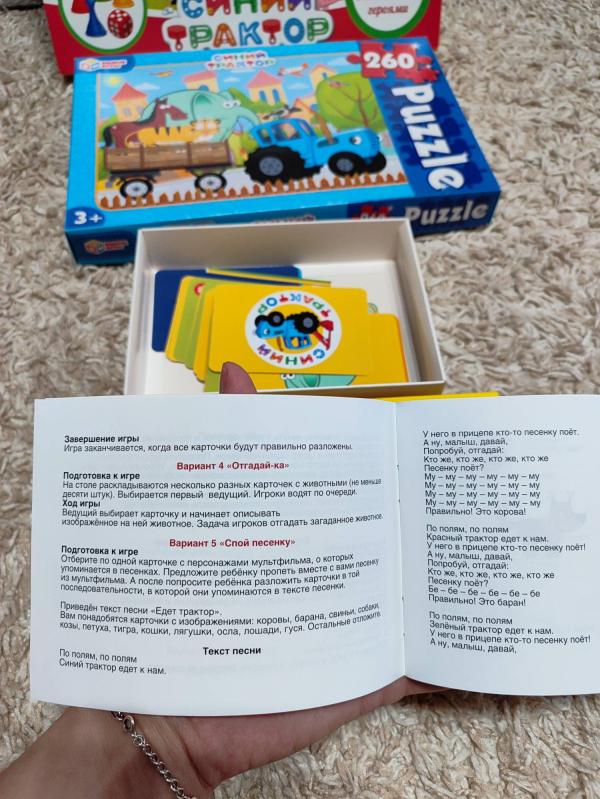 СИНИЙ
ТРАКТОР
героями
СИНИЙ
ТРАКТОР
260
Puzzle
3+
Puzzle
СИНИЙ
ТРАКТОР
Завершение игры
Игра заканчивается, когда все карточки будут правильно разложены.
Вариант 4 «Отгадай-ка»
Подготовка к игре
На столе раскладываются несколько разных карточек с животными (не менее
десяти штук). Выбирается первый ведущий. Игроки водят по очереди.
Ход игры
Ведущий выбирает карточку и начинает описывать
изображённое на ней животное. Задача игроков отгадать загаданное животное.
Вариант 5 «Спой песенку»
Подготовка к игре
Отберите по одной карточке с персонажами мультфильма, о которых
упоминается в песенках. Предложите ребёнку пропеть вместе с вами песенку
из мультфильма. А после попросите ребёнка разложить карточки в той
последовательности, в которой они упоминаются в тексте песенки.
Приведён текст песни «Едет трактор».
Вам понадобятся карточки с изображениями: коровы, барана, свиньи, собаки,
козы, петуха, тигра, кошки, лягушки, осла, лошади, гуся. Остальные отложите.
Текст песни
По полям, по полям
Синий трактор едет к нам.
У него в прицепе кто-то песенку поёт.
А ну, малыш, давай,
Попробуй, отгадай:
Кто же, кто же, кто же, кто же
Песенку поёт?
Му – му – му – му – му – му – му
Му – му – му – му – му – му – му
Му – му – му – му – му – му – му
Му – му – му – му – му – му – му
Правильно! Это корова!
По полям, по полям
Красный трактор едет к нам.
У него в прицепе кто-то песенку поёт!
А ну, малыш, давай,
Попробуй, отгадай:
Кто же, кто же, кто же, кто же
Песенку поёт?
Бе – бе – бе – бе – бе – бе
Правильно! Это баран!
По полям, по полям
Зелёный трактор едет к нам.
У него в прицепе кто-то песенку поёт!
А ну, малыш, давай,